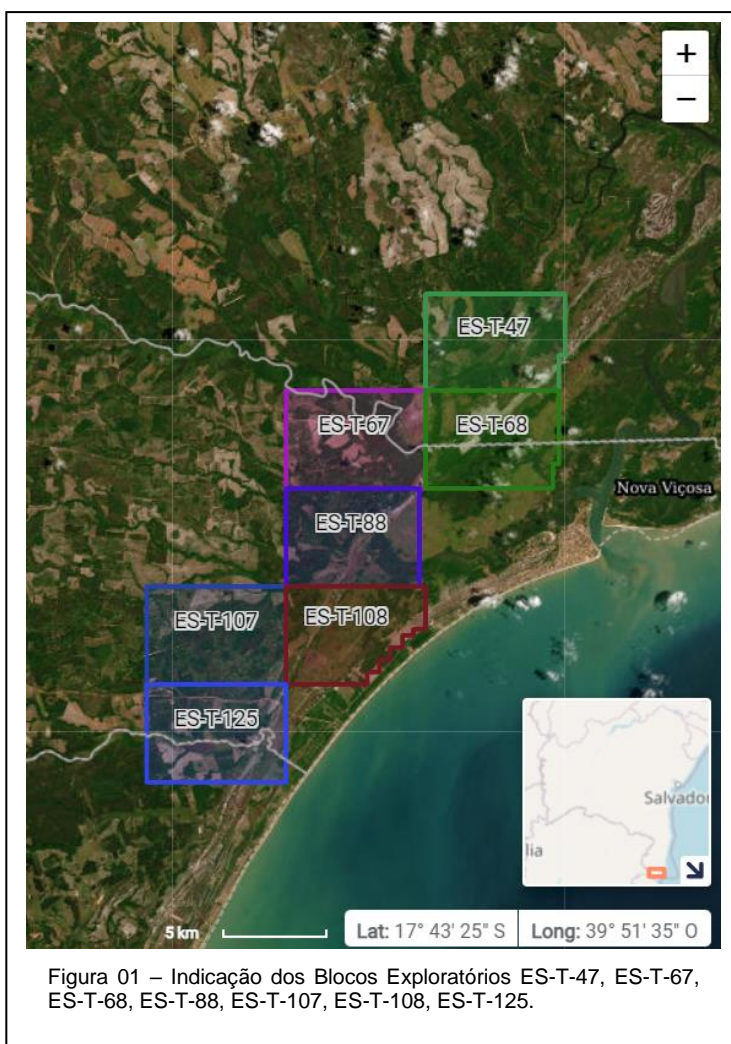 +
−
ES-T-47
ES-T-67
ES-T-68
Nova Viçosa
ES-T-88
ES-T-107
ES-T-108
ES-T-125
Salvador
lia
5 km
Lat: 17° 43' 25" S
Long: 39° 51' 35" O
Figura 01 – Indicação dos Blocos Exploratórios ES-T-47, ES-T-67,
ES-T-68, ES-T-88, ES-T-107, ES-T-108, ES-T-125.